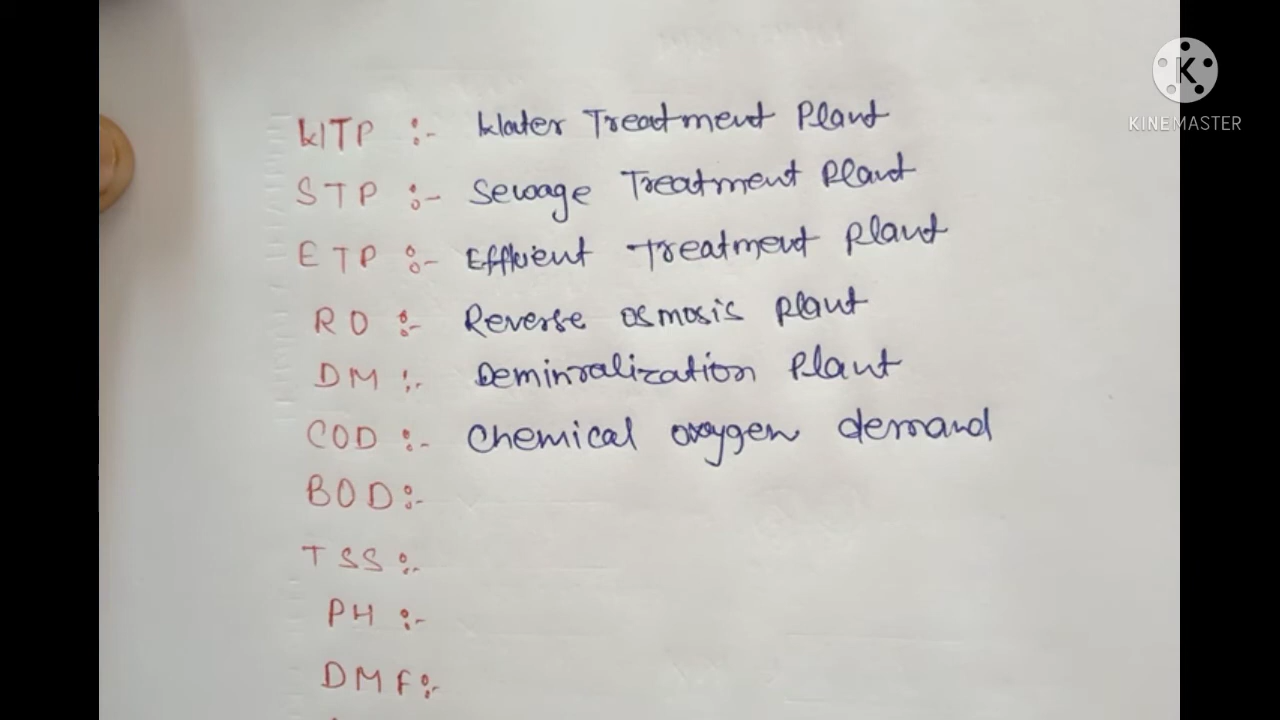 WTP :- Water Treatment Plant
STP :- Sewage Treatment Plant
ETP :- Effluent Treatment Plant
RO :- Reverse osmosis Plant
DM :- Deminralization Plant
COD :- Chemical oxygen demand
BOD :-
TSS :-
PH :-
DMF :-
K
KINEMASTER